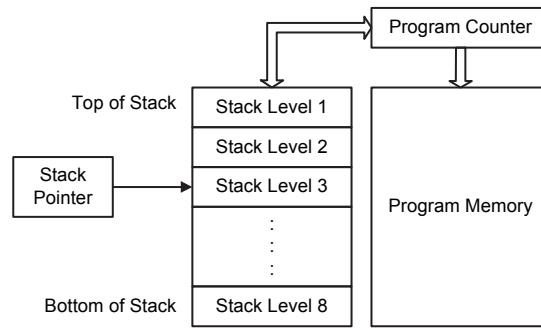 Program Counter
Top of Stack
Stack Level 1
Stack Level 2
Stack
Pointer
Stack Level 3
Program Memory
:
:
:
Bottom of Stack
Stack Level 8